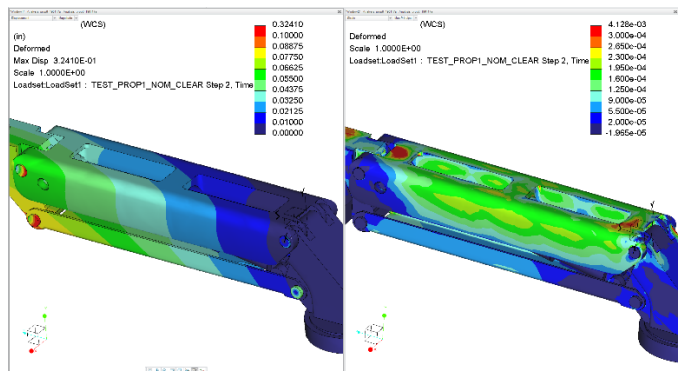 (WCS)
(in)
Deformed
Max Disp 3.2410E-01
Scale 1.0000E+00
Loadset:LoadSet1 : TEST_PROP1_NOM_CLEAR Step 2, Time
0.32410
0.10000
0.08875
0.07750
0.06625
0.05500
0.04375
0.03250
0.02125
0.01000
0.00000
(WCS)
Deformed
Scale 1.0000E+00
Loadset:LoadSet1 : TEST_PROP1_NOM_CLEAR Step 2, Time
4.128e-03
3.000e-04
2.650e-04
2.300e-04
1.950e-04
1.600e-04
1.250e-04
9.000e-05
5.500e-05
2.000e-05
-1.965e-05
Y